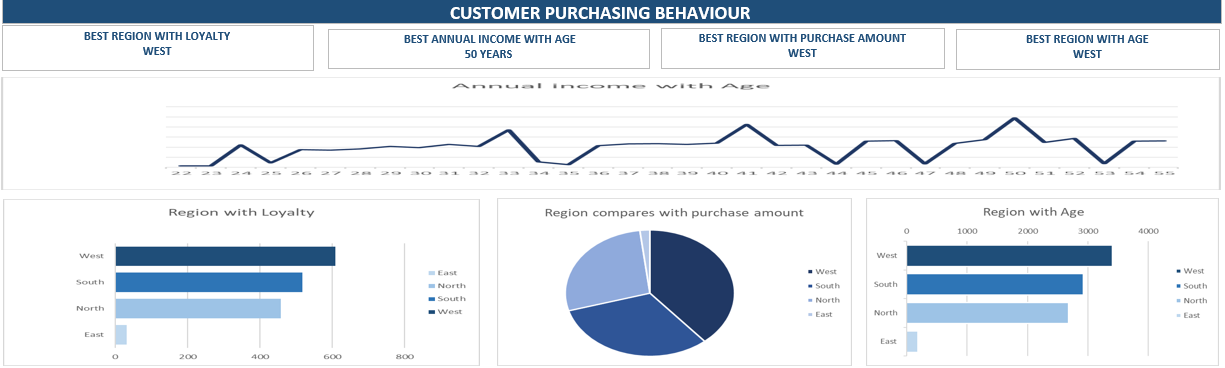 CUSTOMER PURCHASING BEHAVIOUR
BEST REGION WITH LOYALTY
WEST
BEST ANNUAL INCOME WITH AGE
50 YEARS
BEST REGION WITH PURCHASE AMOUNT
WEST
BEST REGION WITH AGE
WEST
Annual income with Age
22 23 24 25 26 27 28 29 30 31 32 33 34 35 36 37 38 39 40 41 42 43 44 45 46 47 48 49 50 51 52 53 54 55
Region with Loyalty
West
South
North
East
0 200 400 600 800
East
North
South
West
Region compares with purchase amount
West
South
North
East
Region with Age
0 1000 2000 3000 4000
West
South
North
East
West
South
North
East